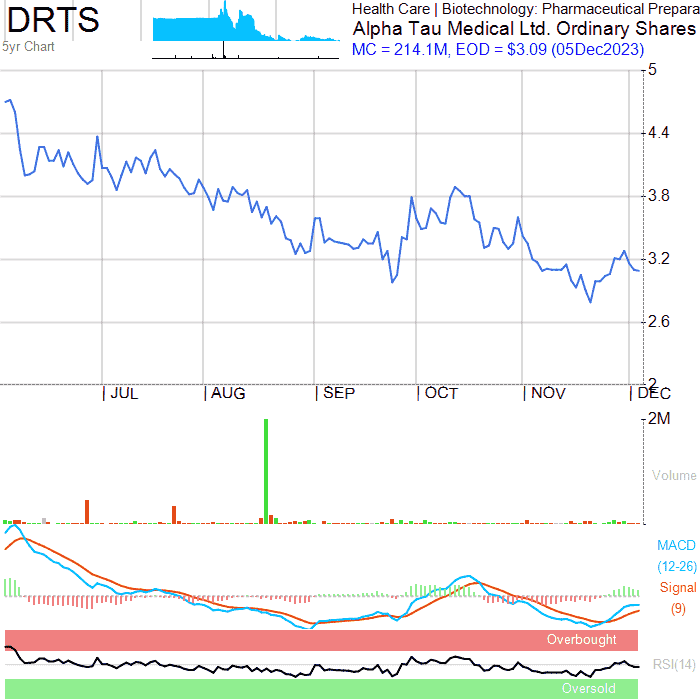 DRTS
5yr Chart
Health Care | Biotechnology: Pharmaceutical Prepara
Alpha Tau Medical Ltd. Ordinary Shares
MC = 214.1M, EOD = $3.09 (05Dec2023)
5
4.4
3.8
3.2
2.6
2
| JUL | AUG | SEP | OCT | NOV | DEC
2M
Volume
MACD
(12-26)
Signal
(9)
Overbought
RSI(14)
Oversold